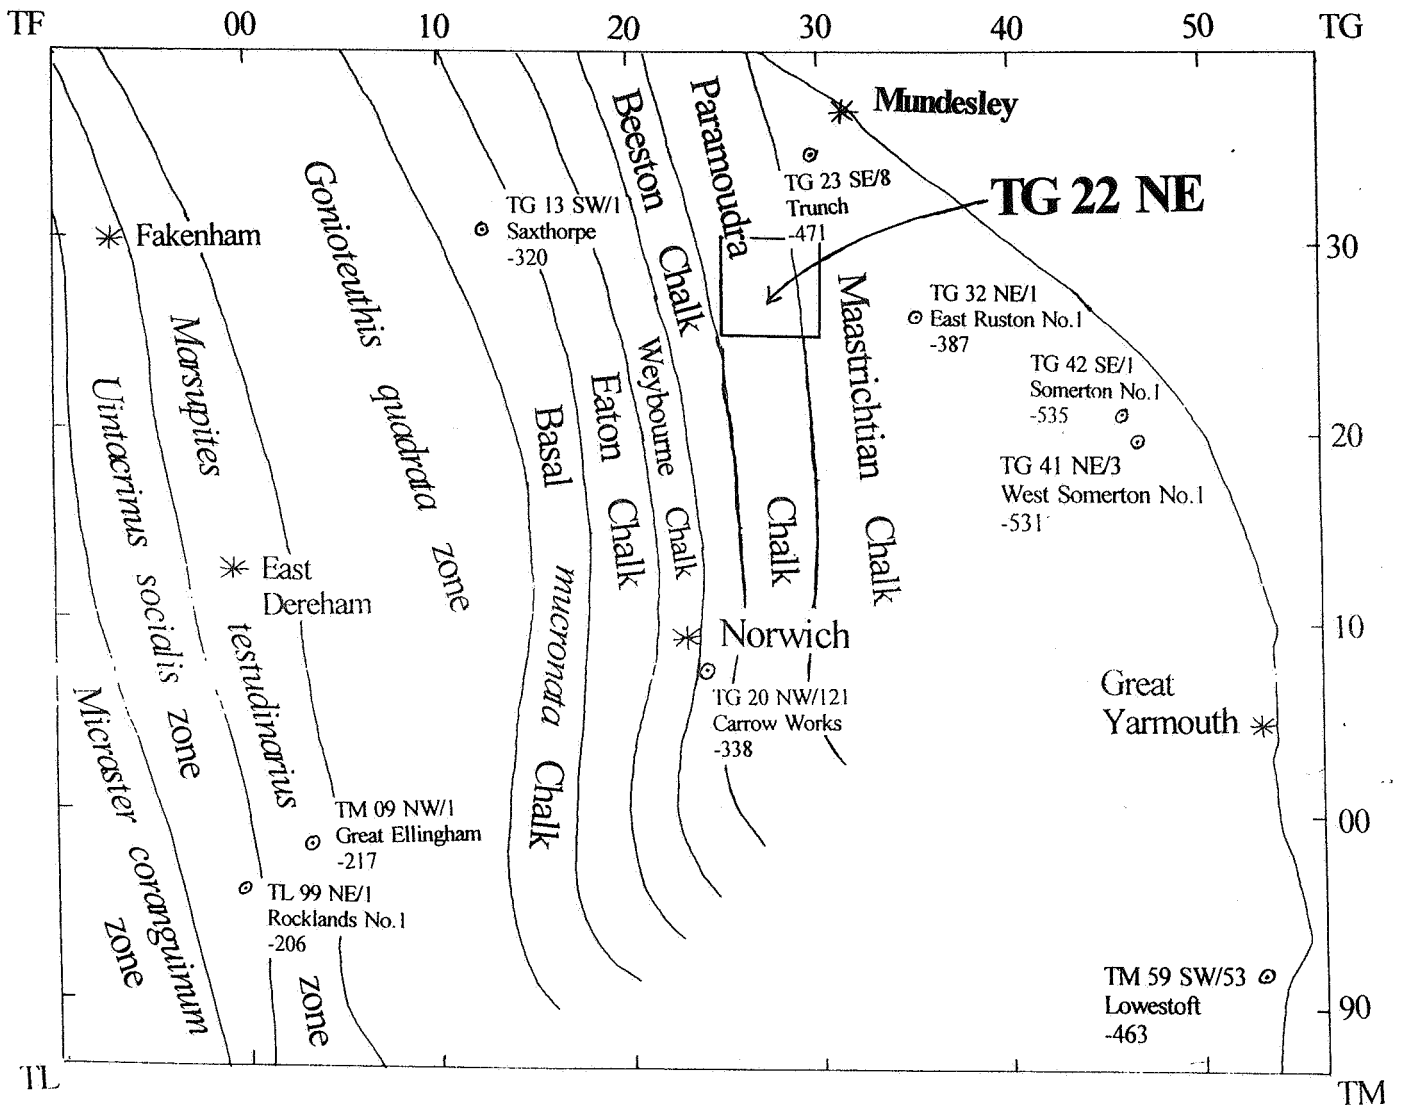 TF 00 10 20 30 40 50 TG
Mundesley
TG 23 SE/8
Trunch
-471
TG 22 NE
TG 13 SW/1
Saxthorpe
-320
Fakenham
30
TG 32 NE/1
East Ruston No.1
-387
TG 42 SE/1
Somerton No.1
-535
20
TG 41 NE/3
West Somerton No.1
-531
East
Dereham
Norwich
10
TG 20 NW/121
Carrow Works
-338
Great
Yarmouth
TM 09 NW/1
Great Ellingham
-217
00
TL 99 NE/1
Rocklands No.1
-206
TM 59 SW/53
Lowestoft
-463
90
Micraster coranguinum
zone
Uintacrinus socialis zone
Marsupites testudinarius zone
Gonioteuthis quadrata zone
Basal mucronata Chalk
Eaton Chalk
Weybourne Chalk
Beeston Chalk
Paramoudra Chalk
Maastrichtian Chalk
TL TM